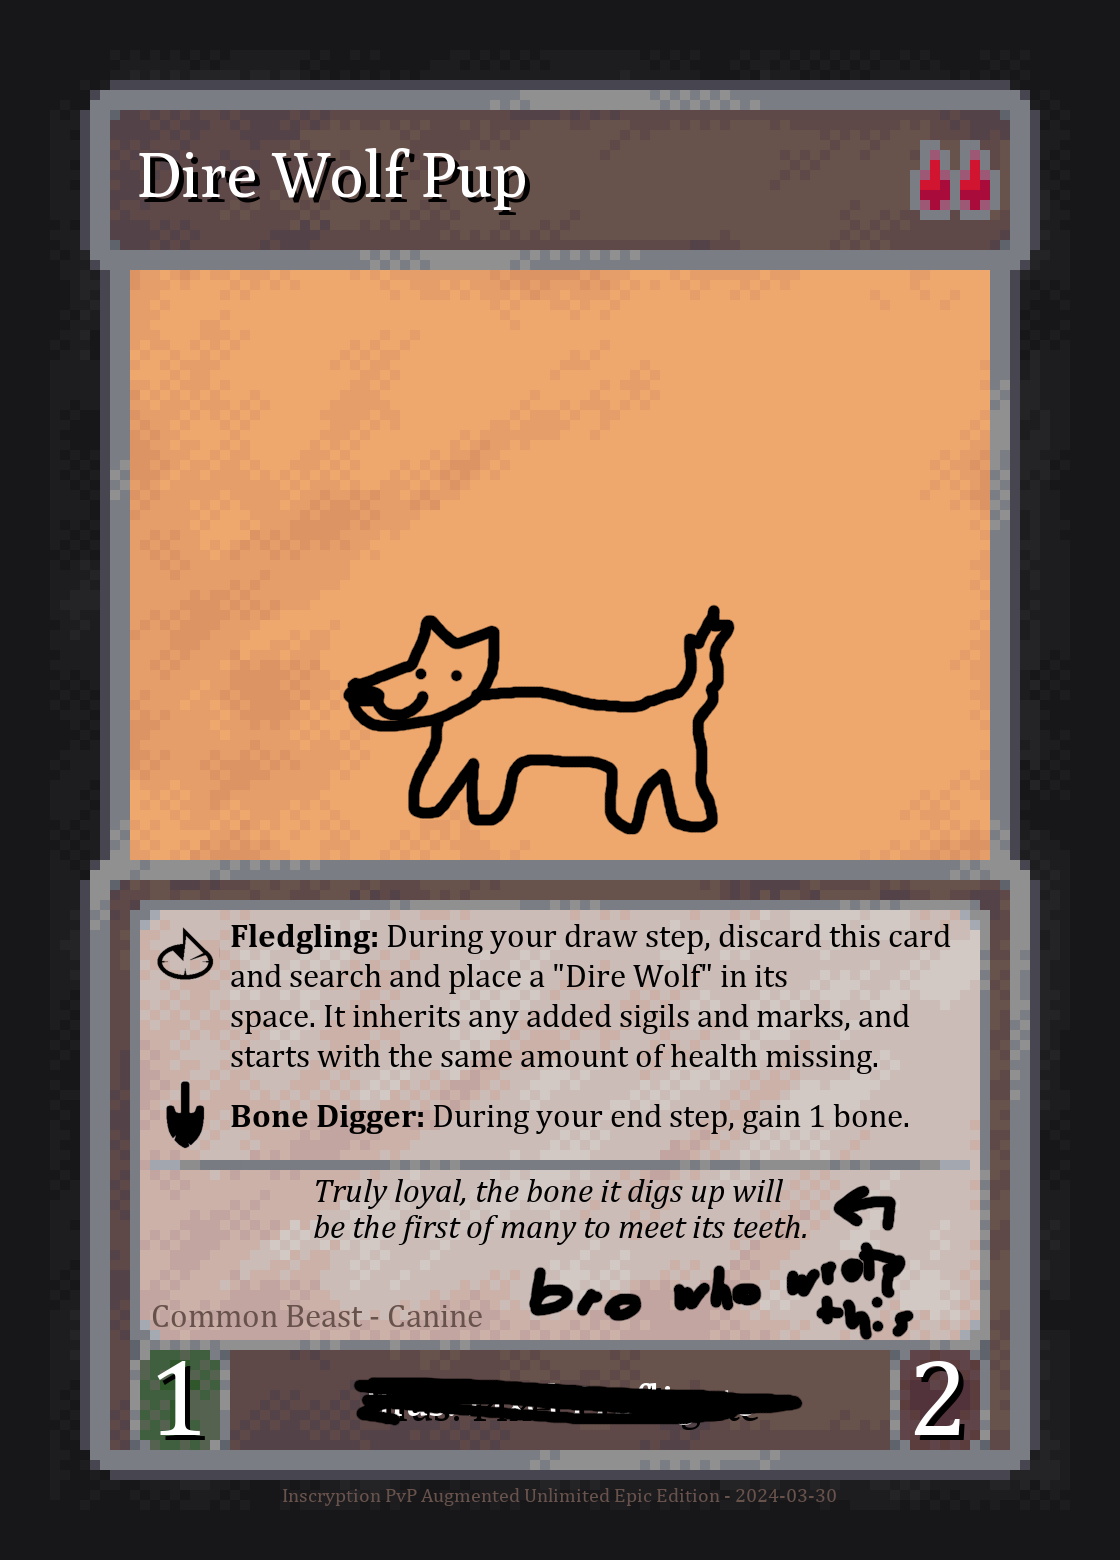 Dire Wolf Pup
Fledgling: During your draw step, discard this card
and search and place a "Dire Wolf" in its
space. It inherits any added sigils and marks, and
starts with the same amount of health missing.
Bone Digger: During your end step, gain 1 bone.
Truly loyal, the bone it digs up will
be the first of many to meet its teeth.
bro who wrote
this
Common Beast - Canine
1
2
Inscryption PvP Augmented Unlimited Epic Edition - 2024-03-30